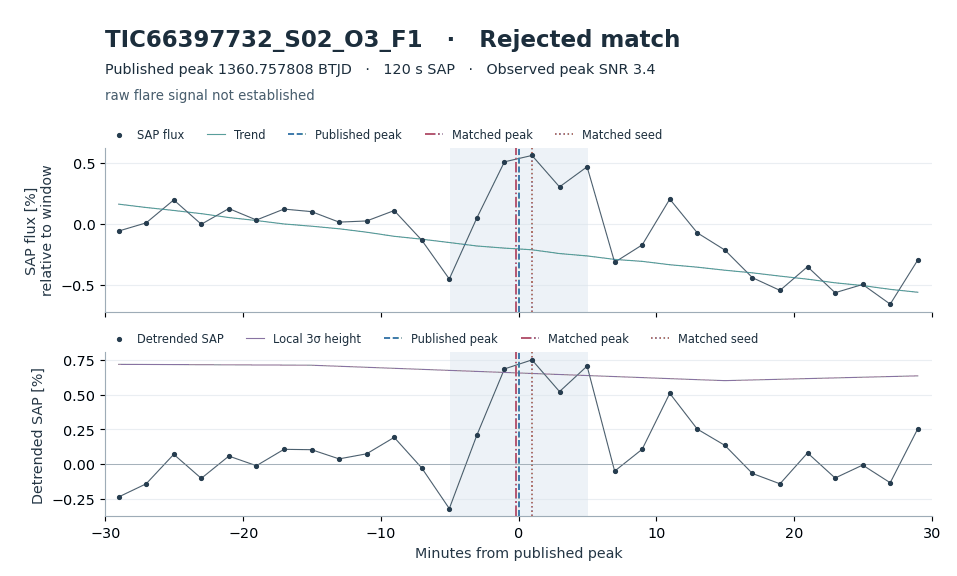 TIC66397732_S02_O3_F1 · Rejected match
Published peak 1360.757808 BTJD · 120 s SAP · Observed peak SNR 3.4
raw flare signal not established
SAP flux Trend Published peak Matched peak Matched seed
SAP flux [%]
relative to window
0.5
0.0
−0.5
Detrended SAP Local 3σ height Published peak Matched peak Matched seed
Detrended SAP [%]
0.75
0.50
0.25
0.00
−0.25
−30 −20 −10 0 10 20 30
Minutes from published peak